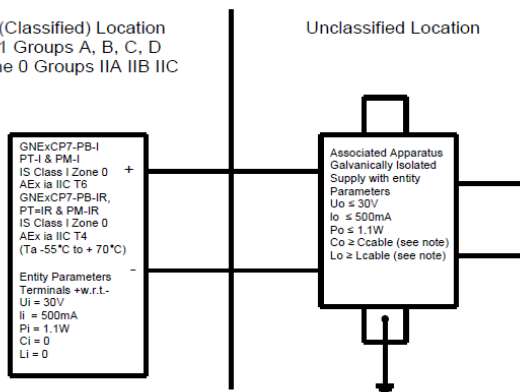 (Classified) Location
1 Groups A, B, C, D
ne 0 Groups IIA IIB IIC
Unclassified Location
GNExCP7-PB-I
PT-I & PM-I
IS Class I Zone 0
AEx ia IIC T6
GNExCP7-PB-IR,
PT=IR & PM-IR
IS Class I Zone 0
AEx ia IIC T4
(Ta -55°C to + 70°C)
Entity Parameters
Terminals +w.r.t.-
Ui = 30V
Ii = 500mA
Pi = 1.1W
Ci = 0
Li = 0
+
-
Associated Apparatus
Galvanically Isolated
Supply with entity
Parameters
Uo ≤ 30V
Io ≤ 500mA
Po ≤ 1.1W
Co ≥ Ccable (see note)
Lo ≥ Lcable (see note)